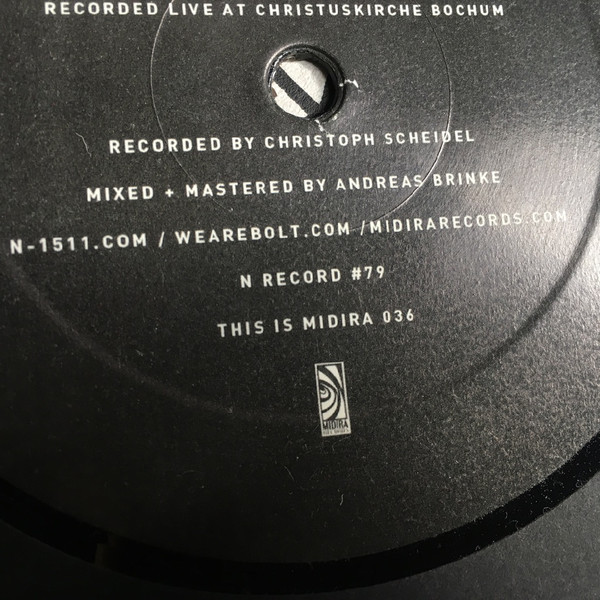 RECORDED LIVE AT CHRISTUSKIRCHE BOCHUM
RECORDED BY CHRISTOPH SCHEIDEL
MIXED + MASTERED BY ANDREAS BRINKE
N-1511.COM / WEAREBOLT.COM /MIDIRARECORDS.COM
N RECORD #79
THIS IS MIDIRA 036
MIDIRA